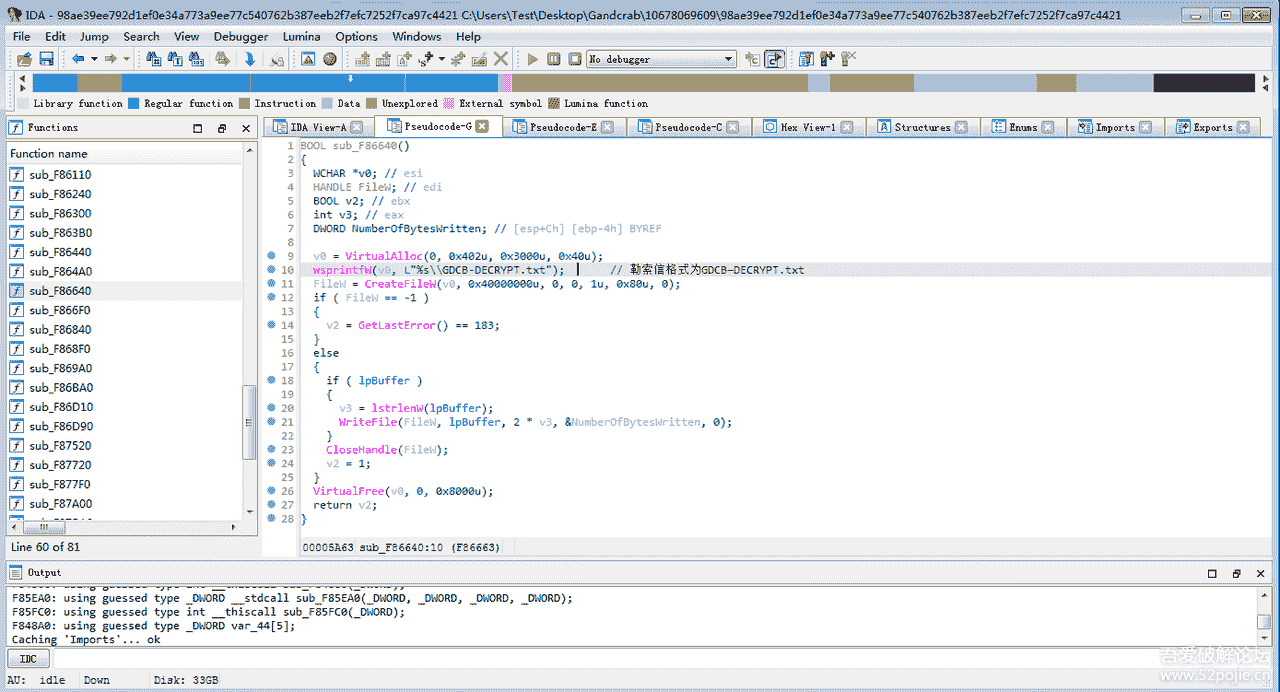 IDA - 98ae39ee792d1ef0e34a773a9ee77c540762b387eeb2f7efc7252f7ca97c4421 C:\Users\Test\Desktop\Gandcrab\10678069609\98ae39ee792d1ef0e34a773a9ee77c540762b387eeb2f7efc7252f7ca97c4421
File Edit Jump Search View Debugger Lumina Options Windows Help
No debugger
Library function Regular function Instruction Data Unexplored External symbol Lumina function
Functions
IDA View-A Pseudocode-G Pseudocode-E Pseudocode-C Hex View-1 Structures Enums Imports Exports
Function name
sub_F86110
sub_F86240
sub_F86300
sub_F863B0
sub_F86440
sub_F864A0
sub_F86640
sub_F866F0
sub_F86840
sub_F868F0
sub_F869A0
sub_F86BA0
sub_F86D10
sub_F86D90
sub_F87520
sub_F87720
sub_F877F0
sub_F87A00
Line 60 of 81
1 BOOL sub_F86640()
2 {
3 WCHAR *v0; // esi
4 HANDLE FileW; // edi
5 BOOL v2; // ebx
6 int v3; // eax
7 DWORD NumberOfBytesWritten; // [esp+Ch] [ebp-4h] BYREF
8
9 v0 = VirtualAlloc(0, 0x402u, 0x3000u, 0x40u);
10 wsprintfW(v0, L"%s\\GDCB-DECRYPT.txt"); // 勒索信格式为GDCB-DECRYPT.txt
11 FileW = CreateFileW(v0, 0x40000000u, 0, 0, 1u, 0x80u, 0);
12 if ( FileW == -1 )
13 {
14 v2 = GetLastError() == 183;
15 }
16 else
17 {
18 if ( lpBuffer )
19 {
20 v3 = lstrlenW(lpBuffer);
21 WriteFile(FileW, lpBuffer, 2 * v3, &NumberOfBytesWritten, 0);
22 }
23 CloseHandle(FileW);
24 v2 = 1;
25 }
26 VirtualFree(v0, 0, 0x8000u);
27 return v2;
28 }
00005A63 sub_F86640:10 (F86663)
Output
F85EA0: using guessed type _DWORD __stdcall sub_F85EA0(_DWORD, _DWORD, _DWORD, _DWORD);
F85FC0: using guessed type int __thiscall sub_F85FC0(_DWORD);
F848A0: using guessed type _DWORD var_44[5];
Caching 'Imports'... ok
IDC
AU: idle Down Disk: 33GB
吾爱破解论坛
www.52pojie.cn